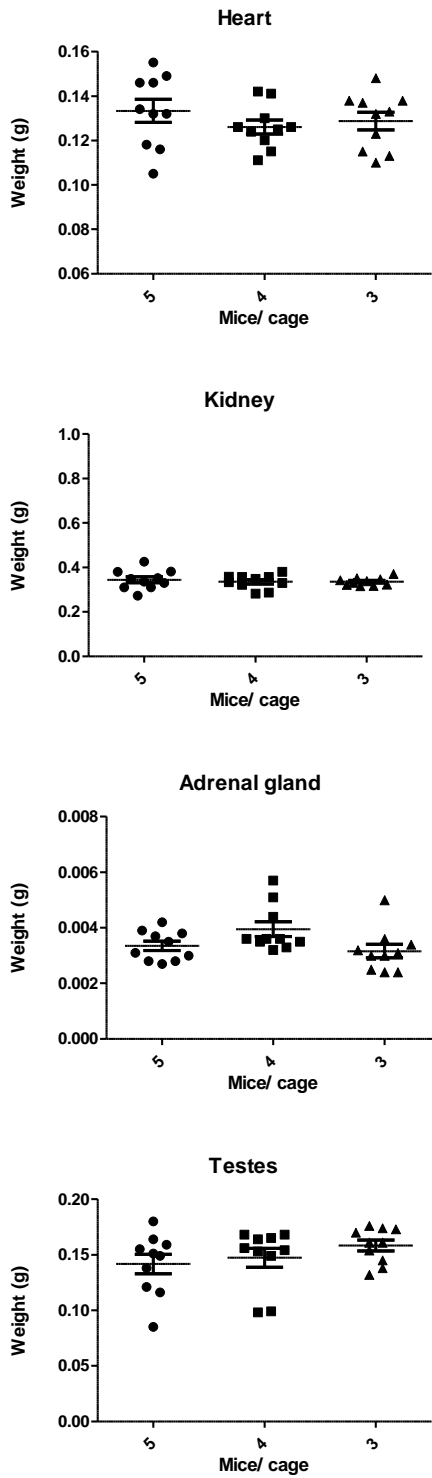 Heart
0.16
0.14
0.12
0.10
0.08
0.06
Weight (g)
5
4
3
Mice/ cage
Kidney
1.0
0.8
0.6
0.4
0.2
0.0
Weight (g)
5
4
3
Mice/ cage
Adrenal gland
0.008
0.006
0.004
0.002
0.000
Weight (g)
5
4
3
Mice/ cage
Testes
0.20
0.15
0.10
0.05
0.00
Weight (g)
5
4
3
Mice/ cage